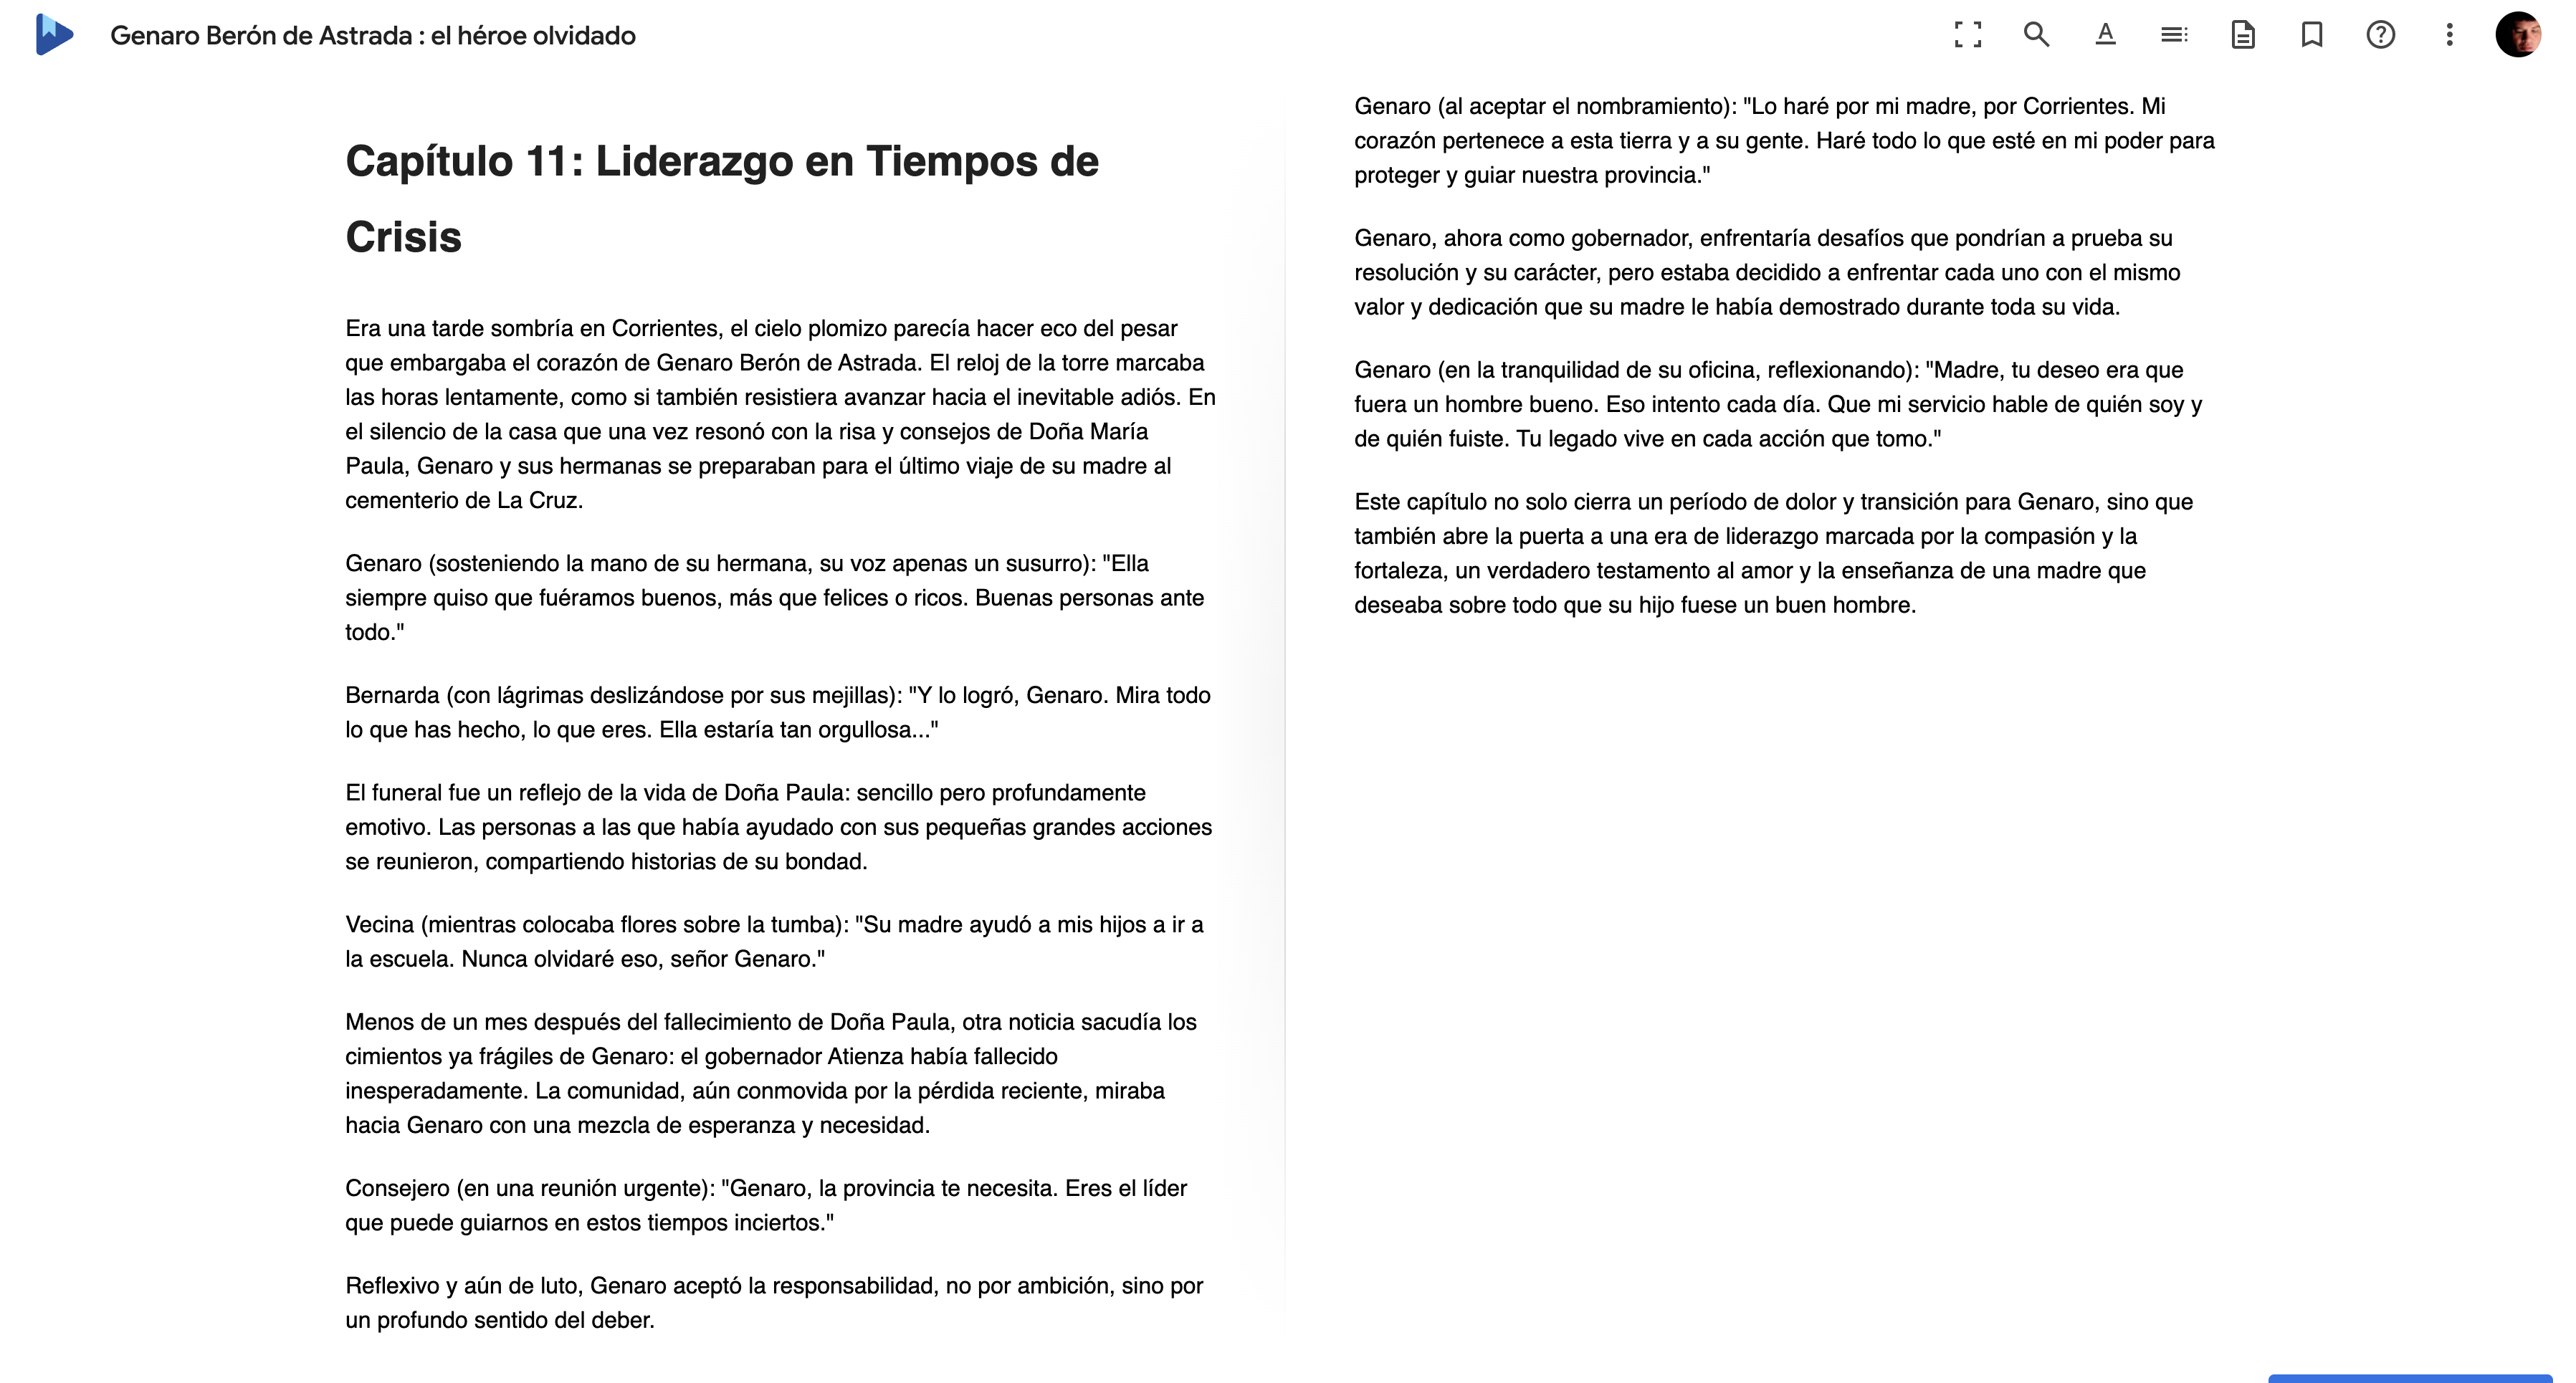 Genaro Berón de Astrada : el héroe olvidado
Capítulo 11: Liderazgo en Tiempos de
Crisis
Era una tarde sombría en Corrientes, el cielo plomizo parecía hacer eco del pesar
que embargaba el corazón de Genaro Berón de Astrada. El reloj de la torre marcaba
las horas lentamente, como si también resistiera avanzar hacia el inevitable adiós. En
el silencio de la casa que una vez resonó con la risa y consejos de Doña María
Paula, Genaro y sus hermanas se preparaban para el último viaje de su madre al
cementerio de La Cruz.
Genaro (sosteniendo la mano de su hermana, su voz apenas un susurro): "Ella
siempre quiso que fuéramos buenos, más que felices o ricos. Buenas personas ante
todo."
Bernarda (con lágrimas deslizándose por sus mejillas): "Y lo logró, Genaro. Mira todo
lo que has hecho, lo que eres. Ella estaría tan orgullosa..."
El funeral fue un reflejo de la vida de Doña Paula: sencillo pero profundamente
emotivo. Las personas a las que había ayudado con sus pequeñas grandes acciones
se reunieron, compartiendo historias de su bondad.
Vecina (mientras colocaba flores sobre la tumba): "Su madre ayudó a mis hijos a ir a
la escuela. Nunca olvidaré eso, señor Genaro."
Menos de un mes después del fallecimiento de Doña Paula, otra noticia sacudía los
cimientos ya frágiles de Genaro: el gobernador Atienza había fallecido
inesperadamente. La comunidad, aún conmovida por la pérdida reciente, miraba
hacia Genaro con una mezcla de esperanza y necesidad.
Consejero (en una reunión urgente): "Genaro, la provincia te necesita. Eres el líder
que puede guiarnos en estos tiempos inciertos."
Reflexivo y aún de luto, Genaro aceptó la responsabilidad, no por ambición, sino por
un profundo sentido del deber.
Genaro (al aceptar el nombramiento): "Lo haré por mi madre, por Corrientes. Mi
corazón pertenece a esta tierra y a su gente. Haré todo lo que esté en mi poder para
proteger y guiar nuestra provincia."
Genaro, ahora como gobernador, enfrentaría desafíos que pondrían a prueba su
resolución y su carácter, pero estaba decidido a enfrentar cada uno con el mismo
valor y dedicación que su madre le había demostrado durante toda su vida.
Genaro (en la tranquilidad de su oficina, reflexionando): "Madre, tu deseo era que
fuera un hombre bueno. Eso intento cada día. Que mi servicio hable de quién soy y
de quién fuiste. Tu legado vive en cada acción que tomo."
Este capítulo no solo cierra un período de dolor y transición para Genaro, sino que
también abre la puerta a una era de liderazgo marcada por la compasión y la
fortaleza, un verdadero testamento al amor y la enseñanza de una madre que
deseaba sobre todo que su hijo fuese un buen hombre.